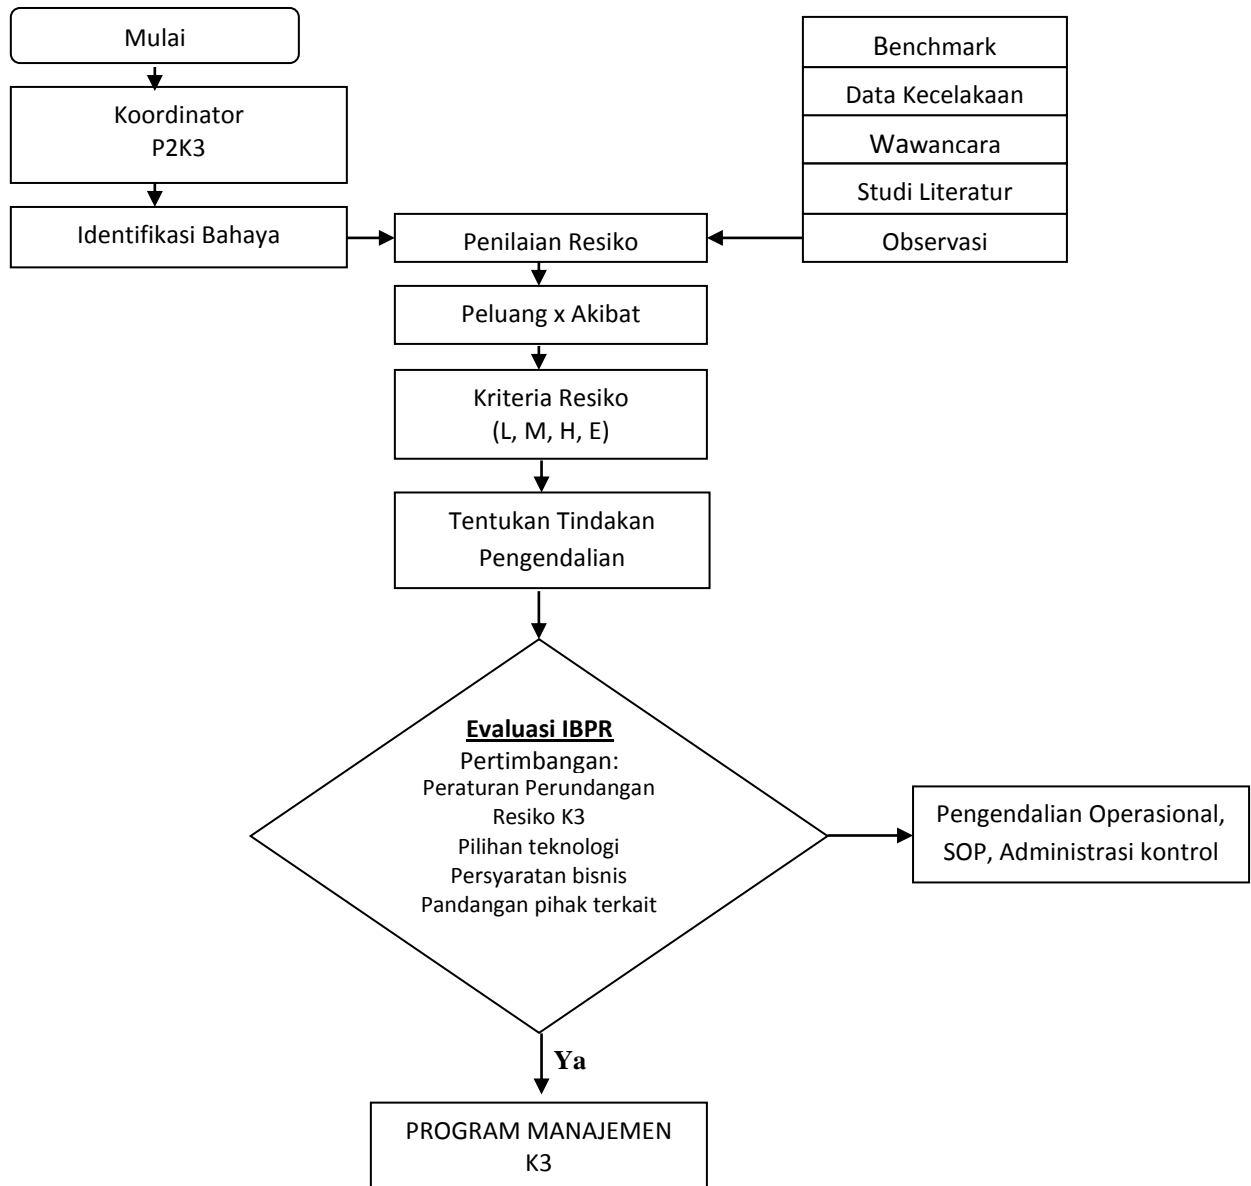 Mulai
Koordinator
P2K3
Identifikasi Bahaya
Benchmark
Data Kecelakaan
Wawancara
Studi Literatur
Observasi
Penilaian Resiko
Peluang x Akibat
Kriteria Resiko
(L, M, H, E)
Tentukan Tindakan
Pengendalian
Evaluasi IBPR
Pertimbangan:
Peraturan Perundangan
Resiko K3
Pilihan teknologi
Persyaratan bisnis
Pandangan pihak terkait
Pengendalian Operasional,
SOP, Administrasi kontrol
Ya
PROGRAM MANAJEMEN
K3